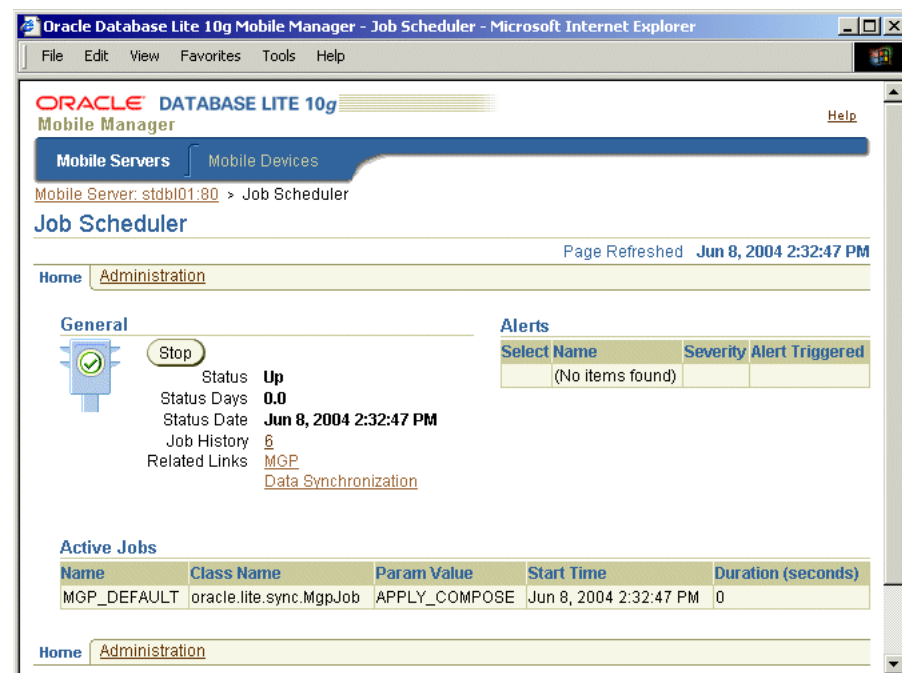 Oracle Database Lite 10g Mobile Manager - Job Scheduler - Microsoft Internet Explorer
File Edit View Favorites Tools Help
ORACLE DATABASE LITE 10g
Mobile Manager
Help
Mobile Servers Mobile Devices
Mobile Server: stdbl01:80 > Job Scheduler
Job Scheduler
Page Refreshed Jun 8, 2004 2:32:47 PM
Home Administration
General
Stop
Status Up
Status Days 0.0
Status Date Jun 8, 2004 2:32:47 PM
Job History 6
Related Links MGP
Data Synchronization
Alerts
Select Name Severity Alert Triggered
(No items found)
Active Jobs
Name Class Name Param Value Start Time Duration (seconds)
MGP_DEFAULT oracle.lite.sync.MgpJob APPLY_COMPOSE Jun 8, 2004 2:32:47 PM 0
Home Administration